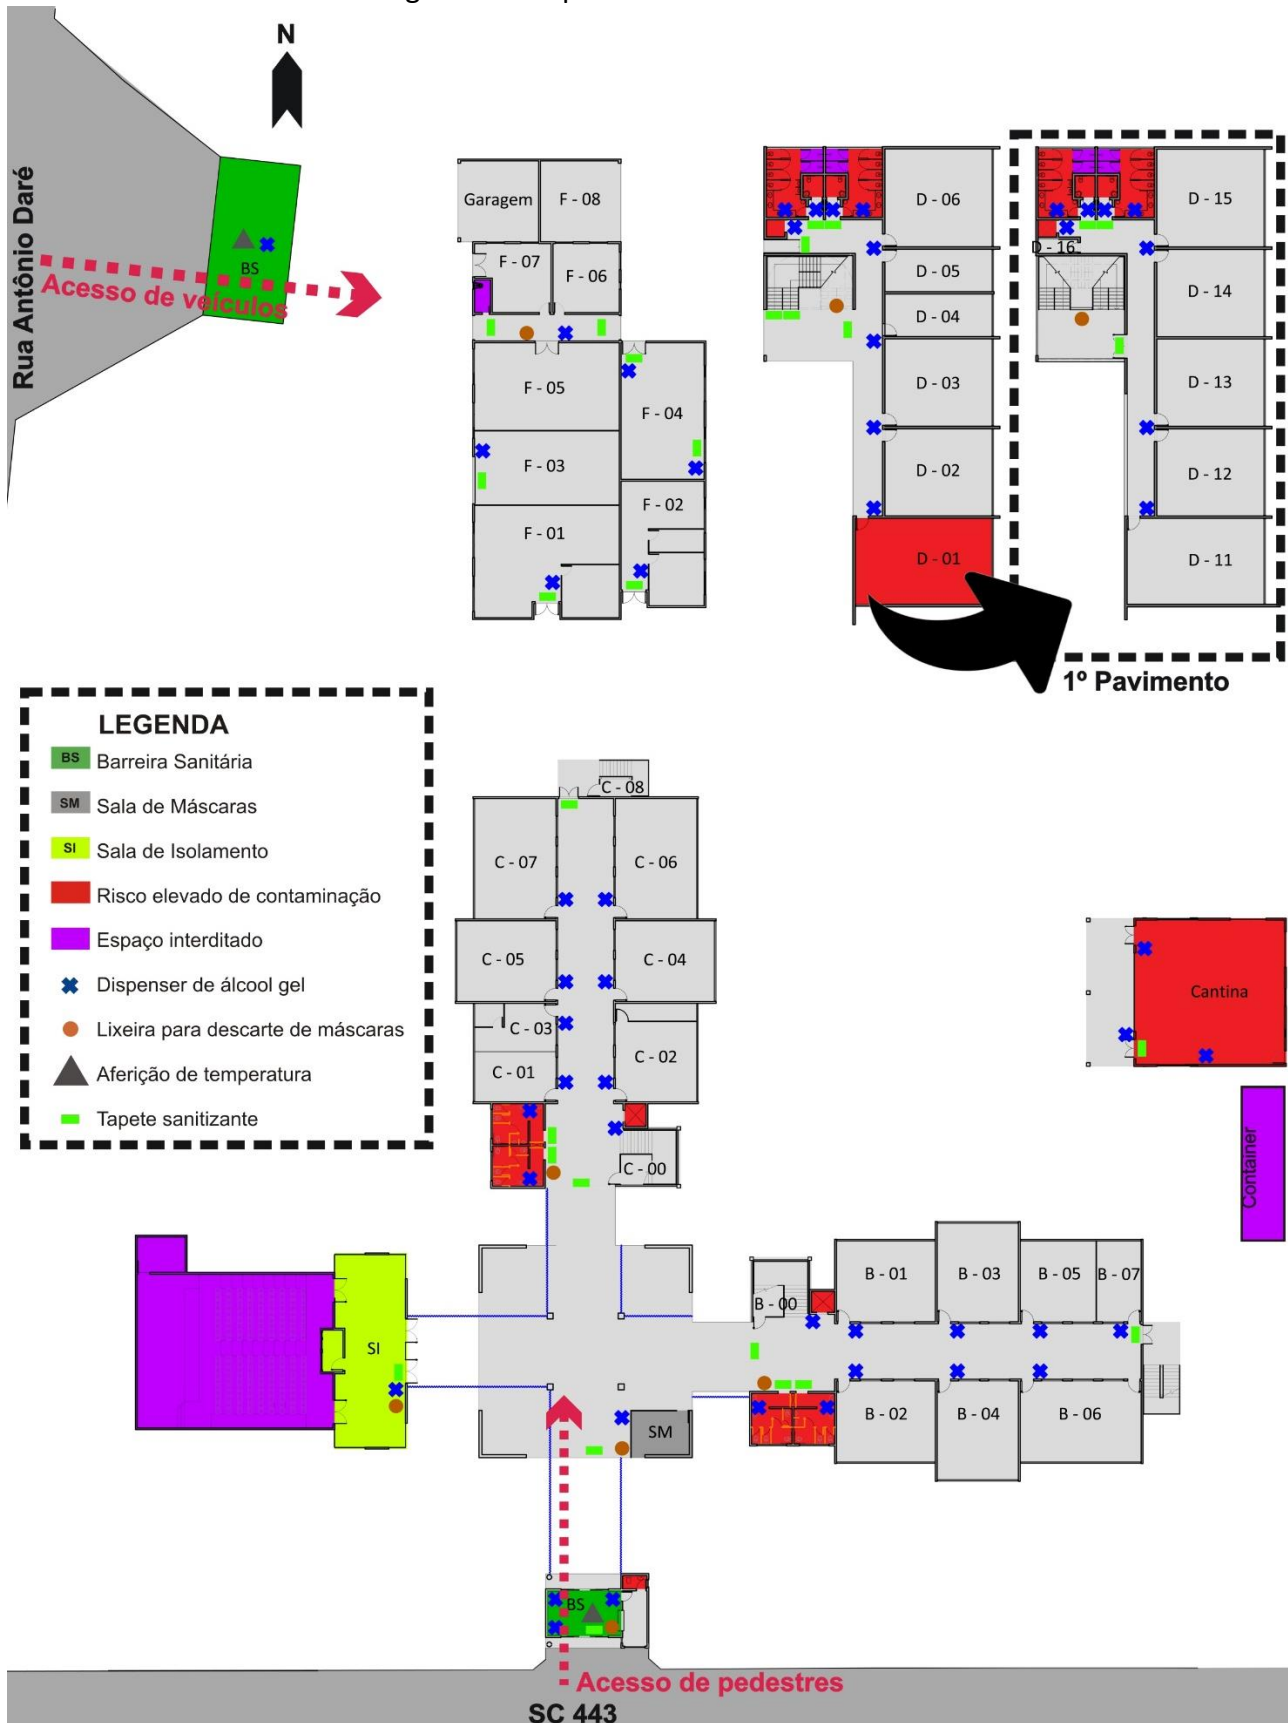 N
Rua Antônio Daré
BS
Acesso de veículos
Garagem
F - 08
F - 07
F - 06
F - 05
F - 04
F - 03
F - 02
F - 01
D - 06
D - 05
D - 04
D - 03
D - 02
D - 01
D - 15
D - 16
D - 14
D - 13
D - 12
D - 11
1º Pavimento
LEGENDA
BS Barreira Sanitária
SM Sala de Máscaras
SI Sala de Isolamento
Risco elevado de contaminação
Espaço interditado
Dispenser de álcool gel
Lixeira para descarte de máscaras
Aferição de temperatura
Tapete sanitizante
C - 08
C - 07
C - 06
C - 05
C - 04
C - 03
C - 02
C - 01
C - 00
Cantina
Container
SI
SM
B - 00
B - 01
B - 03
B - 05
B - 07
B - 02
B - 04
B - 06
BS
Acesso de pedestres
SC 443